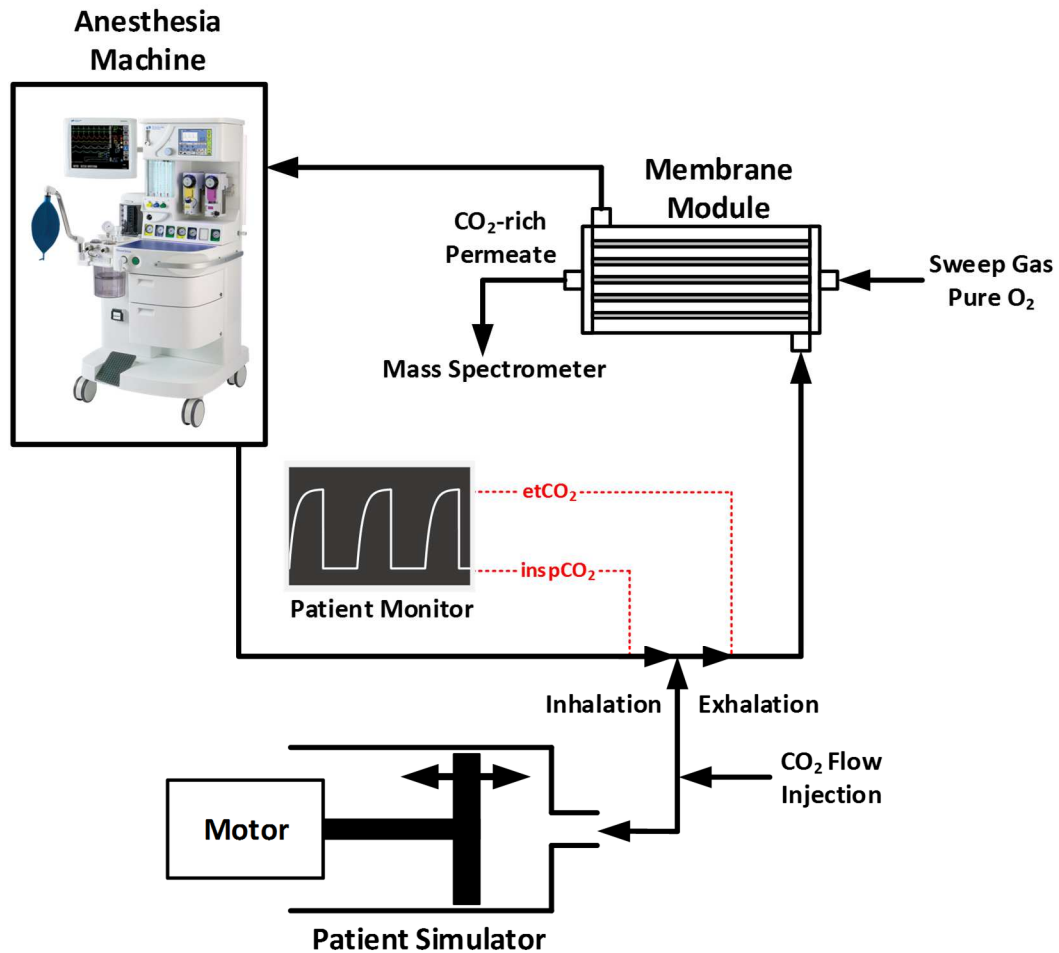 Anesthesia
Machine
Membrane
Module
CO₂-rich
Permeate
Sweep Gas
Pure O₂
Mass Spectrometer
etCO₂
inspCO₂
Patient Monitor
Inhalation
Exhalation
CO₂ Flow
Injection
Motor
Patient Simulator